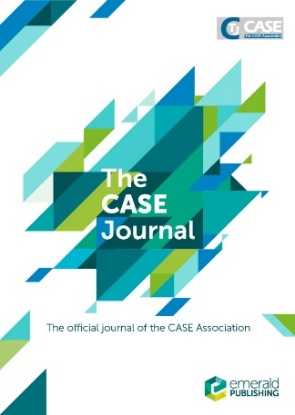 CASE
The CASE Association
The
CASE
Journal
The official journal of the CASE Association
emerald
PUBLISHING